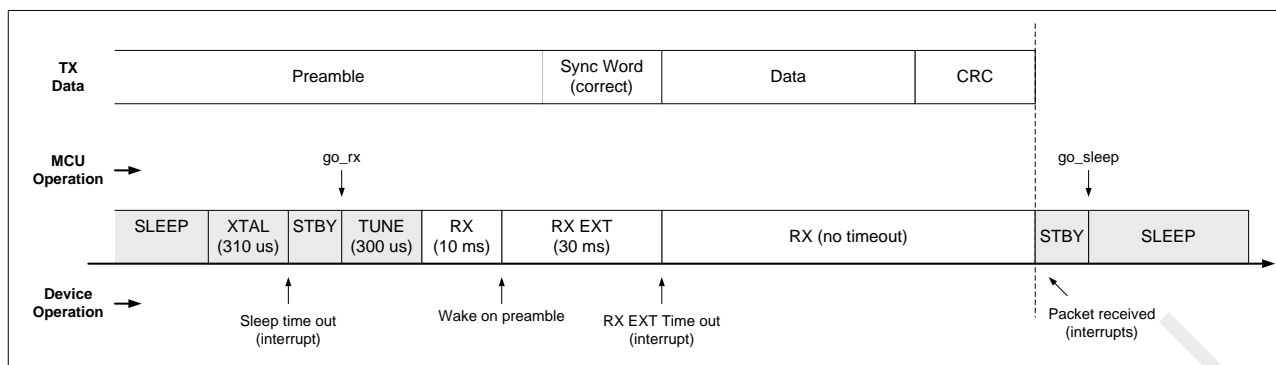 TX
Data
Preamble
Sync Word
(correct)
Data
CRC
MCU
Operation
go_rx
go_sleep
SLEEP
XTAL
(310 us)
STBY
TUNE
(300 us)
RX
(10 ms)
RX EXT
(30 ms)
RX (no timeout)
STBY
SLEEP
Device
Operation
Sleep time out
(interrupt)
Wake on preamble
RX EXT Time out
(interrupt)
Packet received
(interrupts)